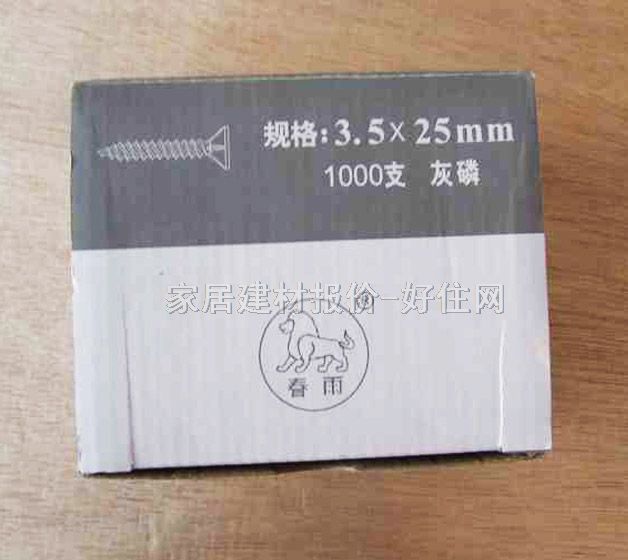 规格:3.5×25mm
1000支 灰磷
家居建材报价-好住网
®
春雨